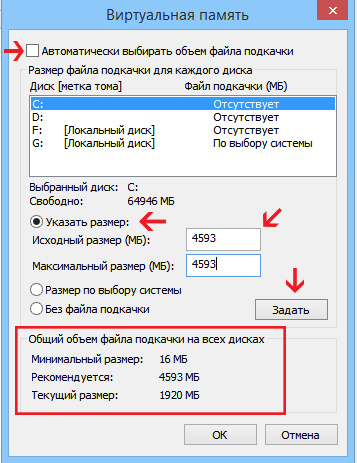 Виртуальная память
Автоматически выбирать объем файла подкачки
Размер файла подкачки для каждого диска
Диск [метка тома] Файл подкачки (МБ)
C: Отсутствует
D: Отсутствует
F: [Локальный диск] Отсутствует
G: [Локальный диск] По выбору системы
Выбранный диск: C:
Свободно: 64946 МБ
Указать размер:
Исходный размер (МБ): 4593
Максимальный размер (МБ): 4593
Размер по выбору системы
Без файла подкачки Задать
Общий объем файла подкачки на всех дисках
Минимальный размер: 16 МБ
Рекомендуется: 4593 МБ
Текущий размер: 1920 МБ
ОК Отмена